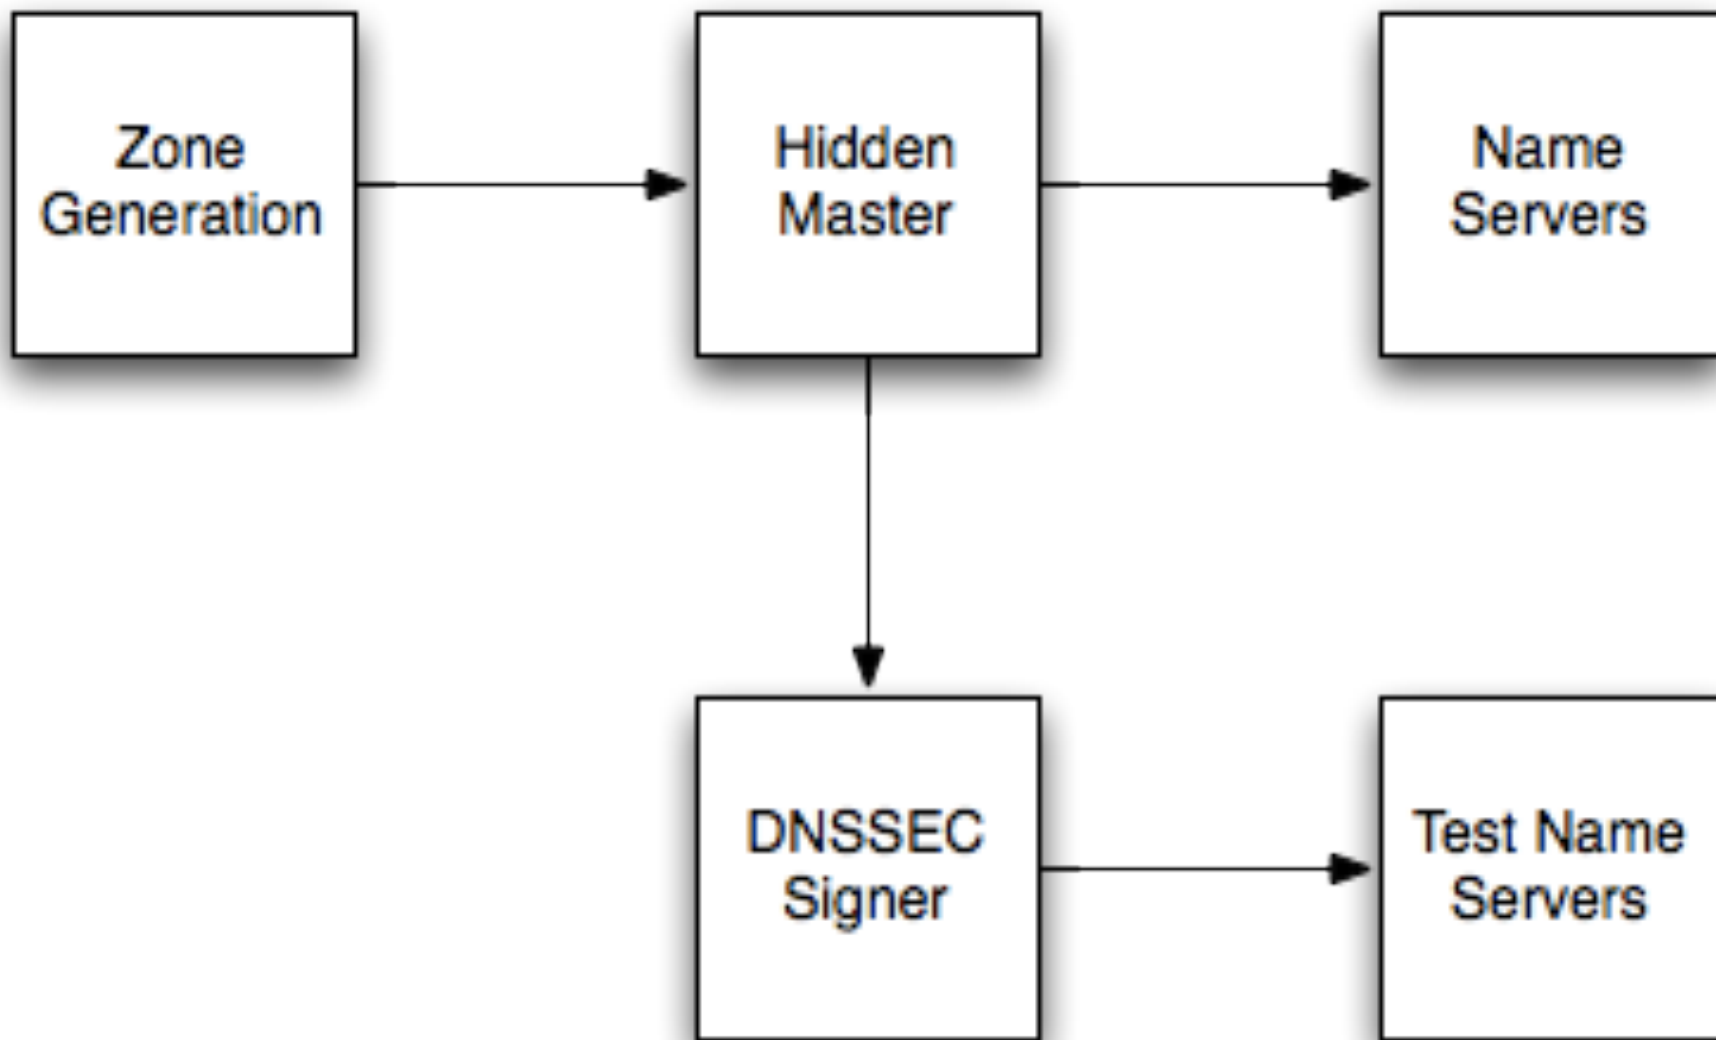 Zone
Generation
Hidden
Master
Name
Servers
DNSSEC
Signer
Test Name
Servers